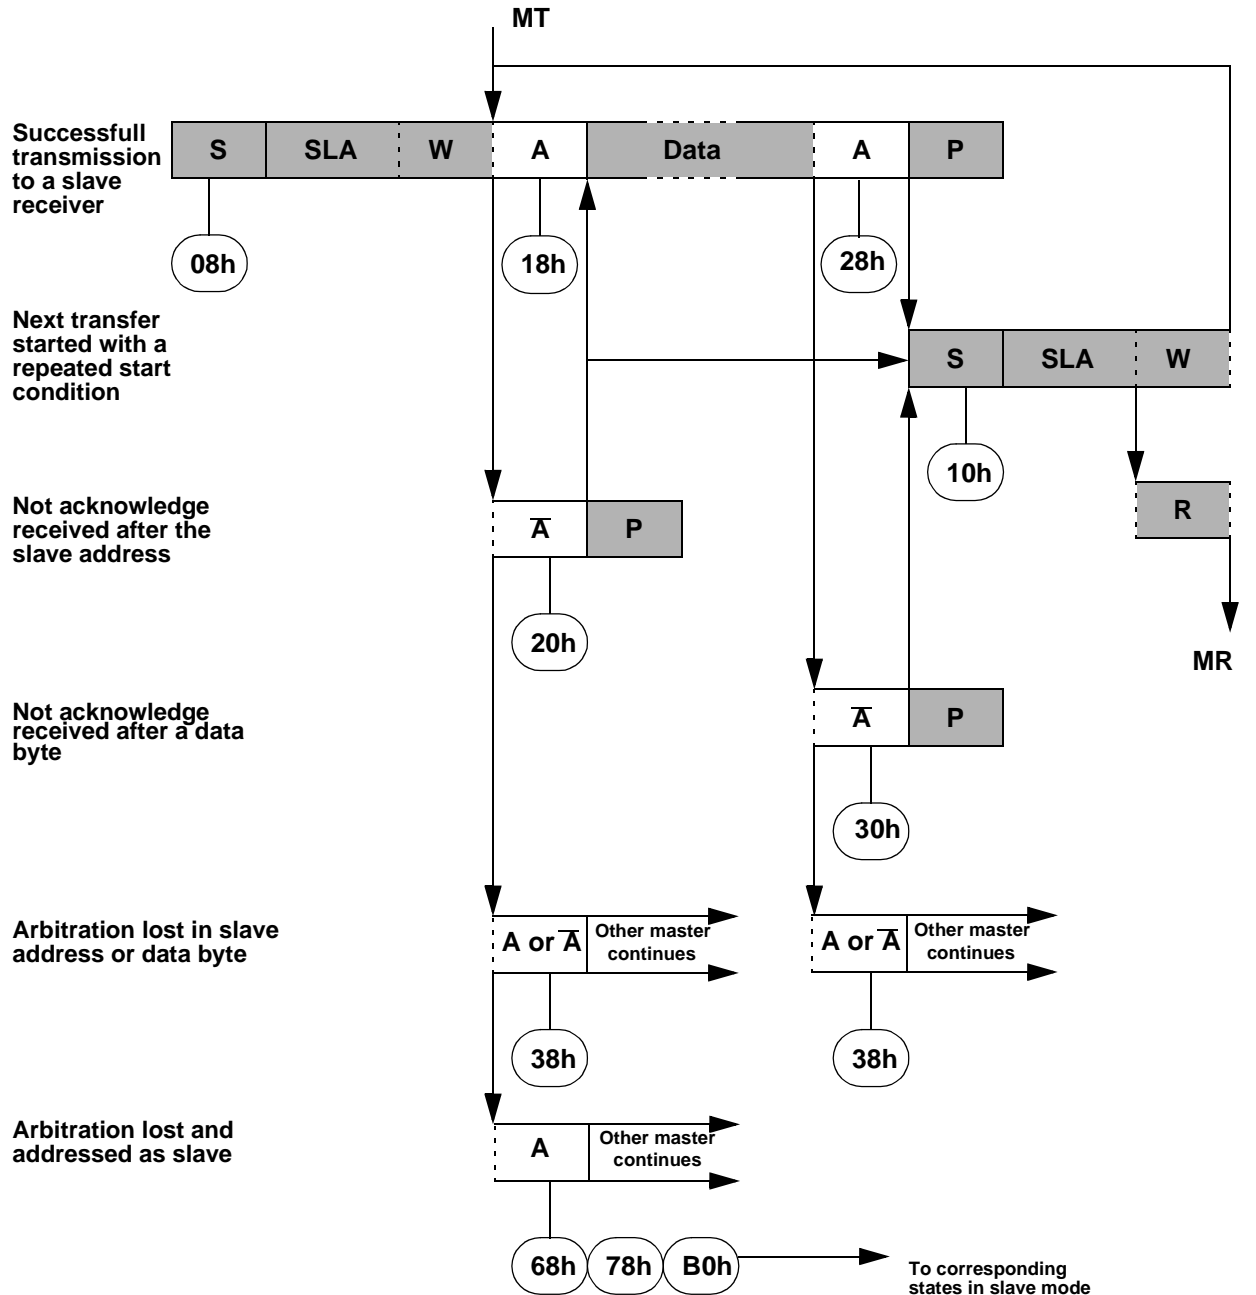 MT
Successfull
transmission
to a slave
receiver
S SLA W A Data A P
08h 18h 28h
Next transfer
started with a
repeated start
condition
S SLA W
10h
Not acknowledge
received after the
slave address
A̅ P
R
20h
MR
Not acknowledge
received after a data
byte
A̅ P
30h
Arbitration lost in slave
address or data byte
A or A̅ Other master
continues
A or A̅ Other master
continues
38h 38h
Arbitration lost and
addressed as slave
A Other master
continues
68h 78h B0h
To corresponding
states in slave mode